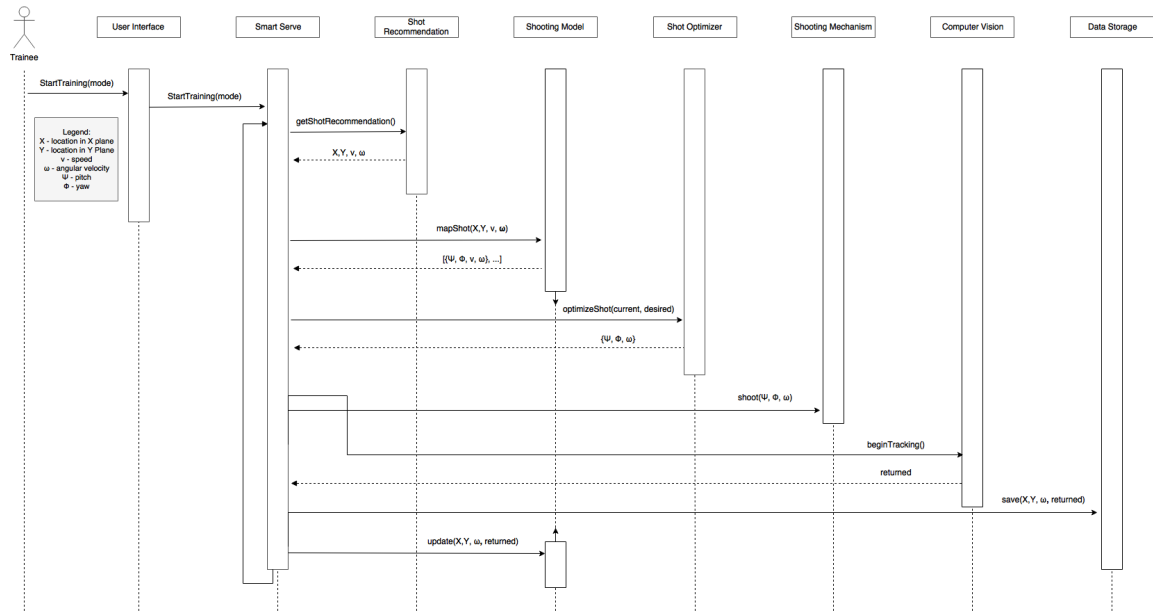 User Interface
Smart Serve
Shot
Recommendation
Shooting Model
Shot Optimizer
Shooting Mechanism
Computer Vision
Data Storage
Trainee
StartTraining(mode)
StartTraining(mode)
getShotRecommendation()
Legend:
X - location in X plane
Y - location in Y Plane
v - speed
ω - angular velocity
Ψ - pitch
Φ - yaw
X,Y, v, ω
mapShot(X,Y, v, ω)
[{Ψ, Φ, v, ω}, ...]
optimizeShot(current, desired)
{Ψ, Φ, ω}
shoot(Ψ, Φ, ω)
beginTracking()
returned
save(X,Y, ω, returned)
update(X,Y, ω, returned)